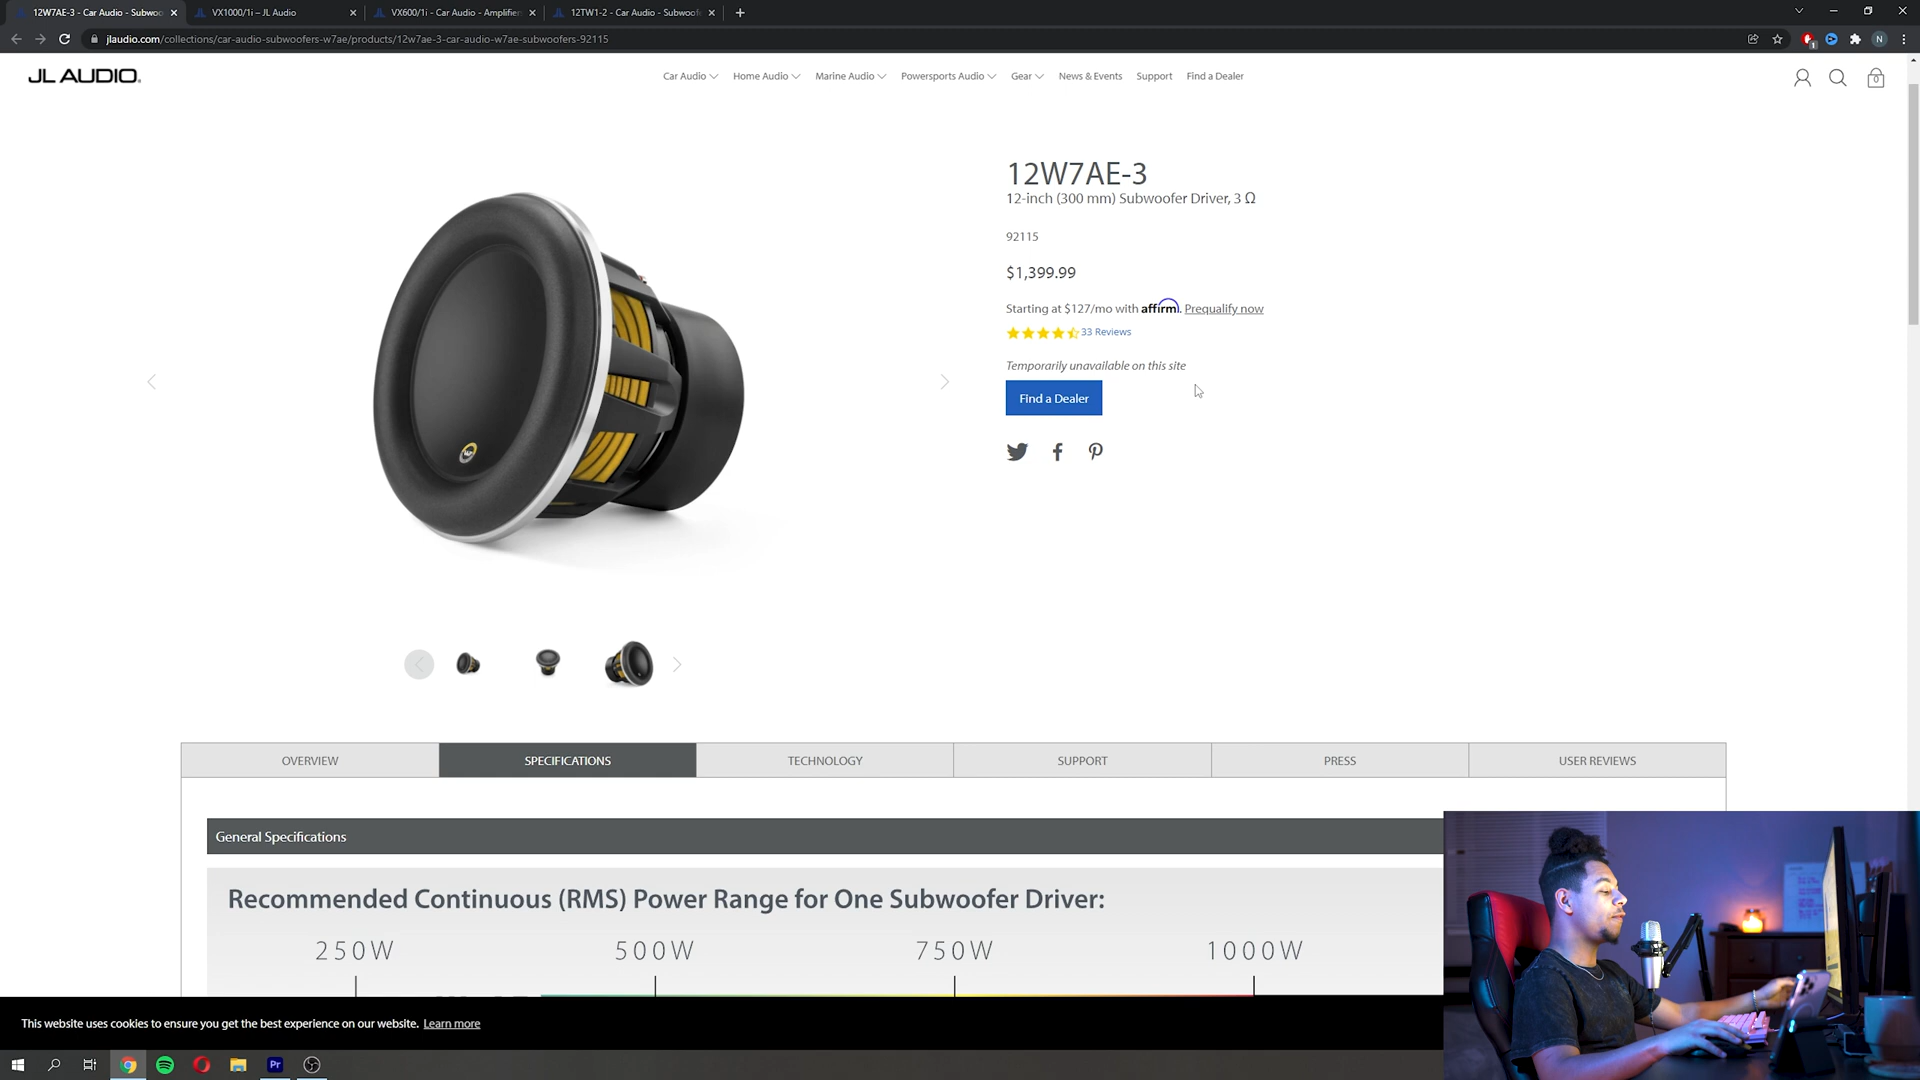 12W7AE-3 - Car Audio - Subwoo
VX1000/1i – JL Audio
VX600/1i - Car Audio - Amplifier
12TW1-2 - Car Audio - Subwoofe
jlaudio.com/collections/car-audio-subwoofers-w7ae/products/12w7ae-3-car-audio-w7ae-subwoofers-92115
1
N
JL AUDIO
Car Audio
Home Audio
Marine Audio
Powersports Audio
Gear
News & Events
Support
Find a Dealer
0
12W7AE-3
12-inch (300 mm) Subwoofer Driver, 3 Ω
92115
$1,399.99
Starting at $127/mo with affirm. Prequalify now
33 Reviews
Temporarily unavailable on this site
Find a Dealer
OVERVIEW
SPECIFICATIONS
TECHNOLOGY
SUPPORT
PRESS
USER REVIEWS
General Specifications
Recommended Continuous (RMS) Power Range for One Subwoofer Driver:
250W
500W
750W
1000W
This website uses cookies to ensure you get the best experience on our website. Learn more
Pr